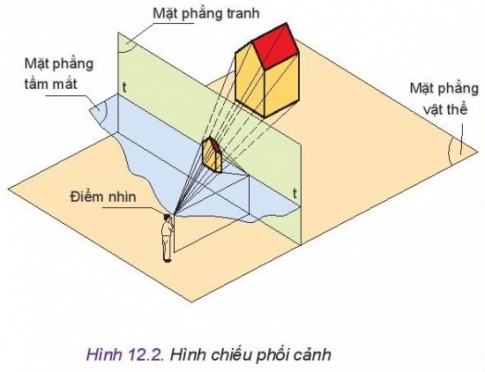 Mặt phẳng tranh
Mặt phẳng
tầm mắt
t
Mặt phẳng
vật thể
t
Điểm nhìn
Hình 12.2. Hình chiếu phối cảnh